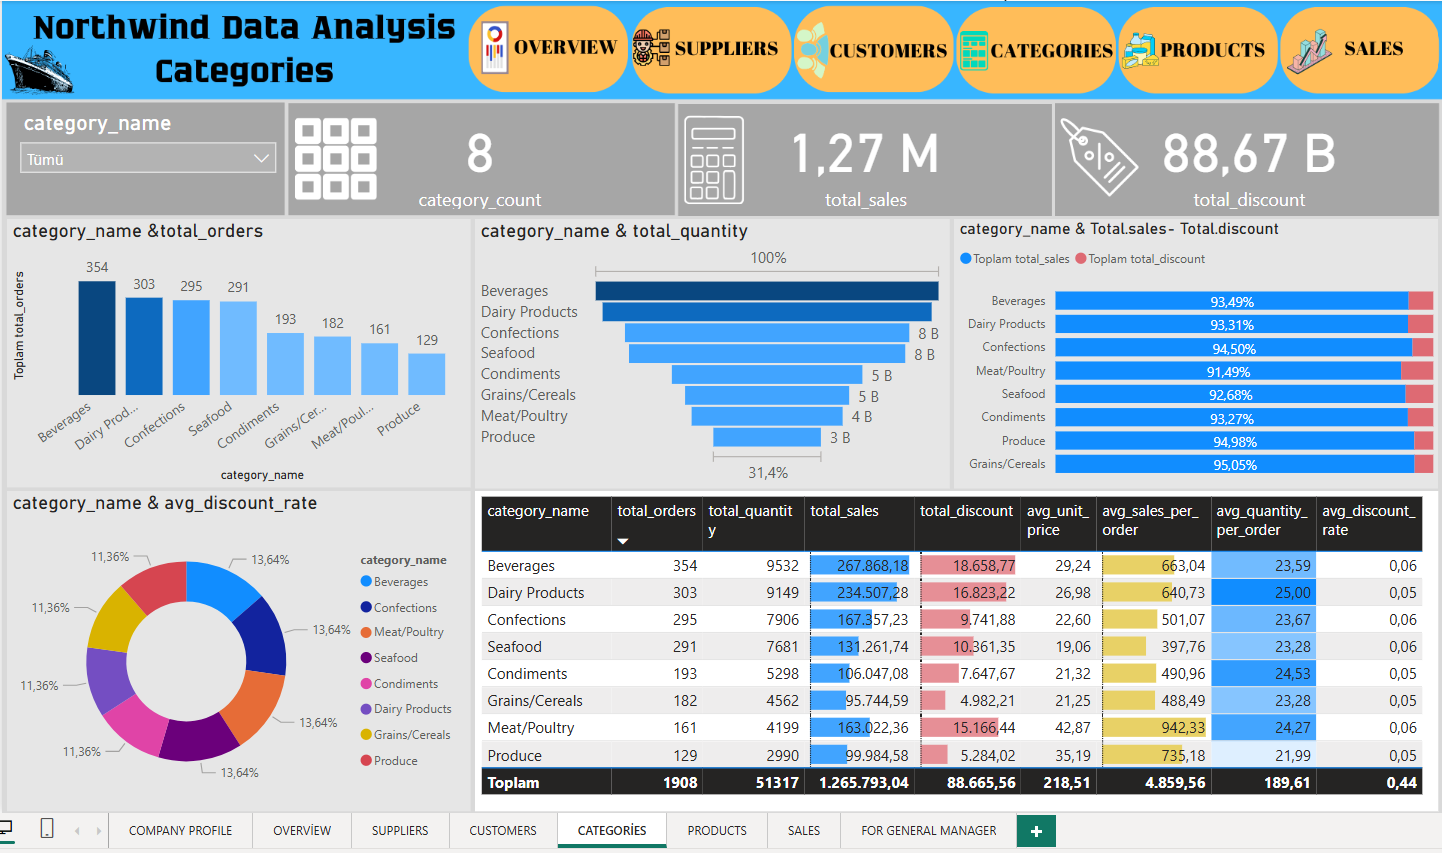 Northwind Data Analysis
Categories
OVERVIEW
SUPPLIERS
CUSTOMERS
CATEGORIES
PRODUCTS
SALES
category_name
Tümü
8
category_count
1,27 M
total_sales
88,67 B
total_discount
category_name &total_orders
Toplam total_orders
354
303
295
291
193
182
161
129
Beverages
Dairy Prod...
Confections
Seafood
Condiments
Grains/Cer...
Meat/Poul...
Produce
category_name
category_name & total_quantity
100%
Beverages
Dairy Products
Confections 8 B
Seafood 8 B
Condiments 5 B
Grains/Cereals 5 B
Meat/Poultry 4 B
Produce 3 B
31,4%
category_name & Total.sales- Total.discount
Toplam total_sales Toplam total_discount
Beverages 93,49%
Dairy Products 93,31%
Confections 94,50%
Meat/Poultry 91,49%
Seafood 92,68%
Condiments 93,27%
Produce 94,98%
Grains/Cereals 95,05%
category_name & avg_discount_rate
11,36% 13,64%
11,36%
13,64%
11,36%
13,64%
11,36%
13,64%
category_name
Beverages
Confections
Meat/Poultry
Seafood
Condiments
Dairy Products
Grains/Cereals
Produce
category_name total_orders total_quantit total_sales total_discount avg_unit_ avg_sales_per_ avg_quantity_ avg_discount_
y price order per_order rate
Beverages 354 9532 267.868,18 18.658,77 29,24 663,04 23,59 0,06
Dairy Products 303 9149 234.507,28 16.823,22 26,98 640,73 25,00 0,05
Confections 295 7906 167.357,23 9.741,88 22,60 501,07 23,67 0,06
Seafood 291 7681 131.261,74 10.361,35 19,06 397,76 23,28 0,06
Condiments 193 5298 106.047,08 7.647,67 21,32 490,96 24,53 0,05
Grains/Cereals 182 4562 95.744,59 4.982,21 21,25 488,49 23,28 0,05
Meat/Poultry 161 4199 163.022,36 15.166,44 42,87 942,33 24,27 0,06
Produce 129 2990 99.984,58 5.284,02 35,19 735,18 21,99 0,05
Toplam 1908 51317 1.265.793,04 88.665,56 218,51 4.859,56 189,61 0,44
COMPANY PROFILE
OVERVİEW
SUPPLIERS
CUSTOMERS
CATEGORİES
PRODUCTS
SALES
FOR GENERAL MANAGER
+